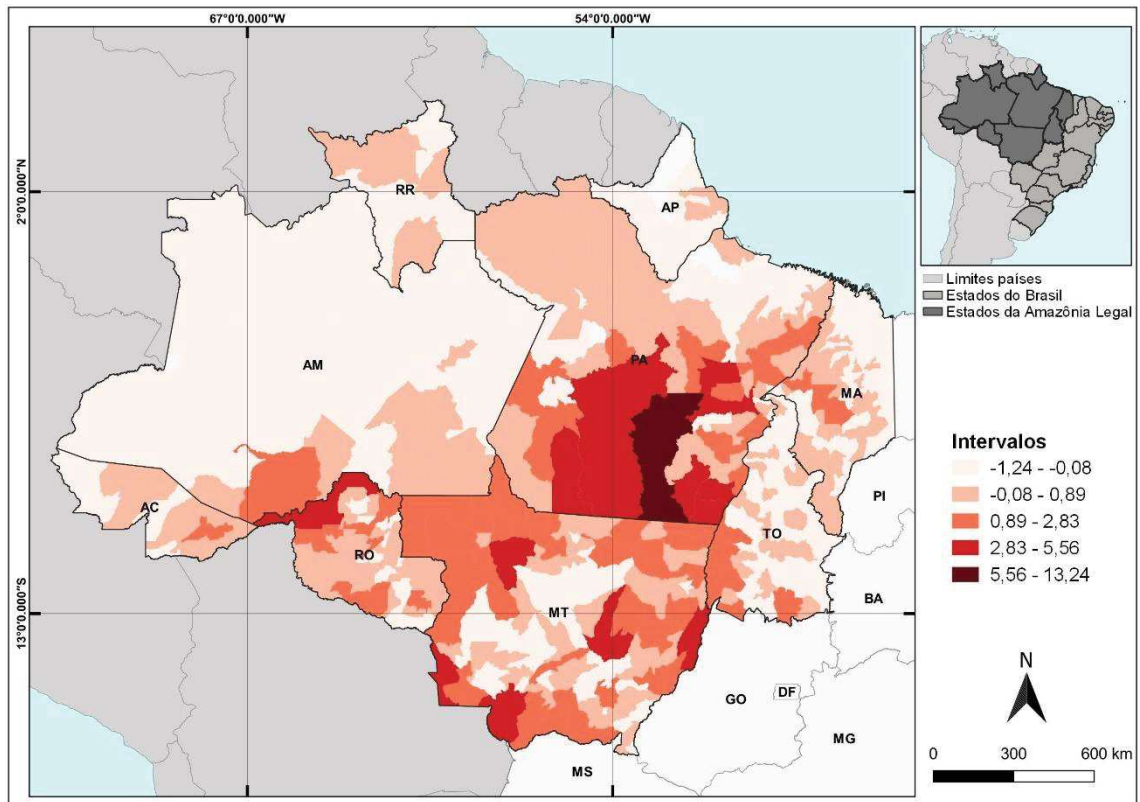 67°0'0.000"W
54°0'0.000"W
2°0'0.000"N
13°0'0.000"S
RR
AP
AM
PA
MA
AC
RO
TO
PI
MT
BA
GO
DF
MG
MS
Limites países
Estados do Brasil
Estados da Amazônia Legal
Intervalos
-1,24 - -0,08
-0,08 - 0,89
0,89 - 2,83
2,83 - 5,56
5,56 - 13,24
N
0 300 600 km